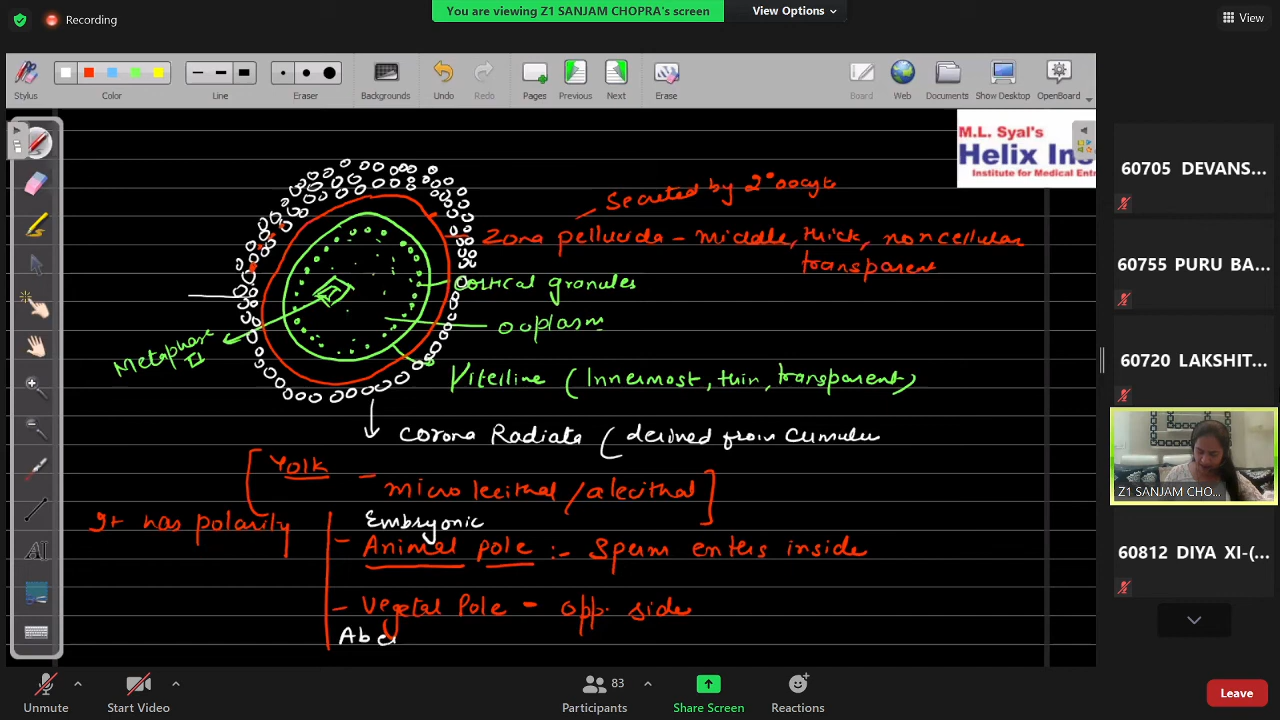 Recording
You are viewing Z1 SANJAM CHOPRA's screen
View Options
View
Stylus
Color
Line
Eraser
Backgrounds
Undo
Redo
Pages
Previous
Next
Erase
Board
Web
Documents
Show Desktop
OpenBoard
M.L. Syal's
Helix Ins
Institute for Medical Entr
Secreted by 2° oocyte
Zona pellucida - middle, thick, noncellular
transparent
Cortical granules
ooplasm
Metaphase
II
Vitelline (Innermost, thin, transparent)
Corona Radiata (derived from Cumulu
Yolk - microlecithal/alecithal
It has polarity
Embryonic
- Animal pole :- Sperm enters inside
- Vegetal Pole - opp. side
Abe
60705 DEVANS...
60755 PURU BA...
60720 LAKSHIT...
Z1 SANJAM CHO...
60812 DIYA XI-(...
Unmute
Start Video
83
Participants
Share Screen
Reactions
Leave